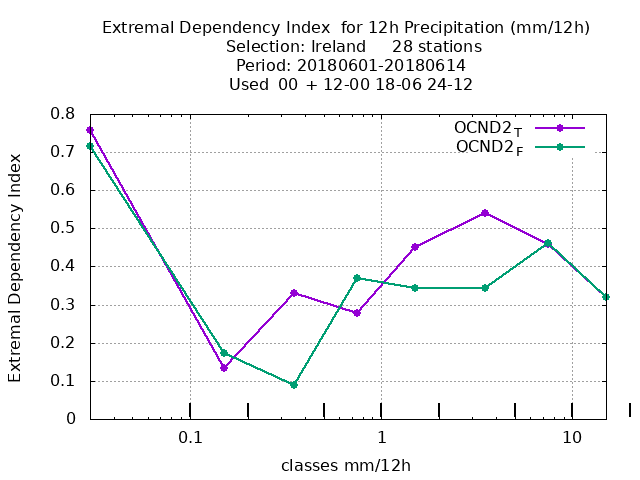 Extremal Dependency Index  for 12h Precipitation (mm/12h)
Selection: Ireland     28 stations
Period: 20180601-20180614
Used  00 + 12-00 18-06 24-12
OCND2T
OCND2F
Extremal Dependency Index
0.8
0.7
0.6
0.5
0.4
0.3
0.2
0.1
0
0.1 1 10
classes mm/12h